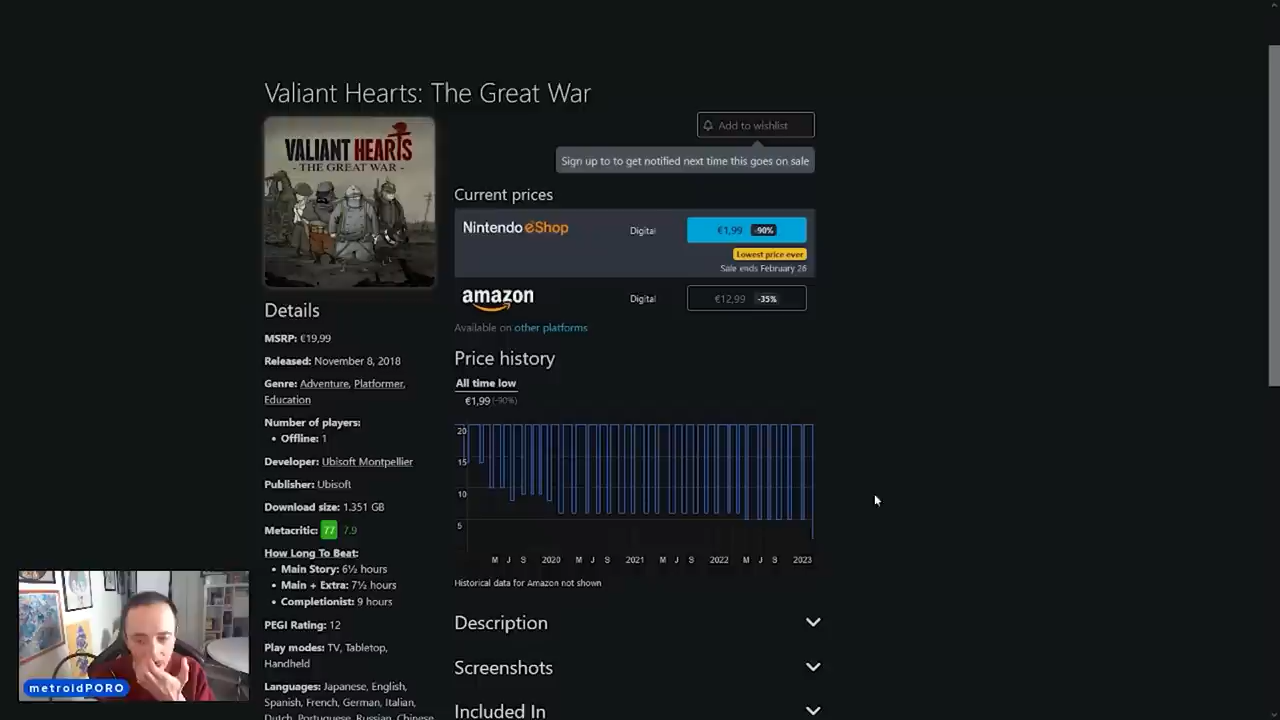 Valiant Hearts: The Great War
VALIANT HEARTS
- THE GREAT WAR -
Add to wishlist
Sign up to to get notified next time this goes on sale
Current prices
Nintendo eShop
Digital
€1,99 -90%
Lowest price ever
Sale ends February 26
amazon
Digital
€12,99 -35%
Available on other platforms
Details
MSRP: €19,99
Released: November 8, 2018
Genre: Adventure, Platformer,
Education
Number of players:
• Offline: 1
Developer: Ubisoft Montpellier
Publisher: Ubisoft
Download size: 1.351 GB
Metacritic: 77 7.9
How Long To Beat:
• Main Story: 6½ hours
• Main + Extra: 7½ hours
• Completionist: 9 hours
PEGI Rating: 12
Play modes: TV, Tabletop,
Handheld
Languages: Japanese, English,
Spanish, French, German, Italian,
Dutch, Portuguese, Russian, Chinese
Price history
All time low
€1,99 (-90%)
20
15
10
5
M J S 2020 M J S 2021 M J S 2022 M J S 2023
Historical data for Amazon not shown
Description
Screenshots
Included In
metroidPORO